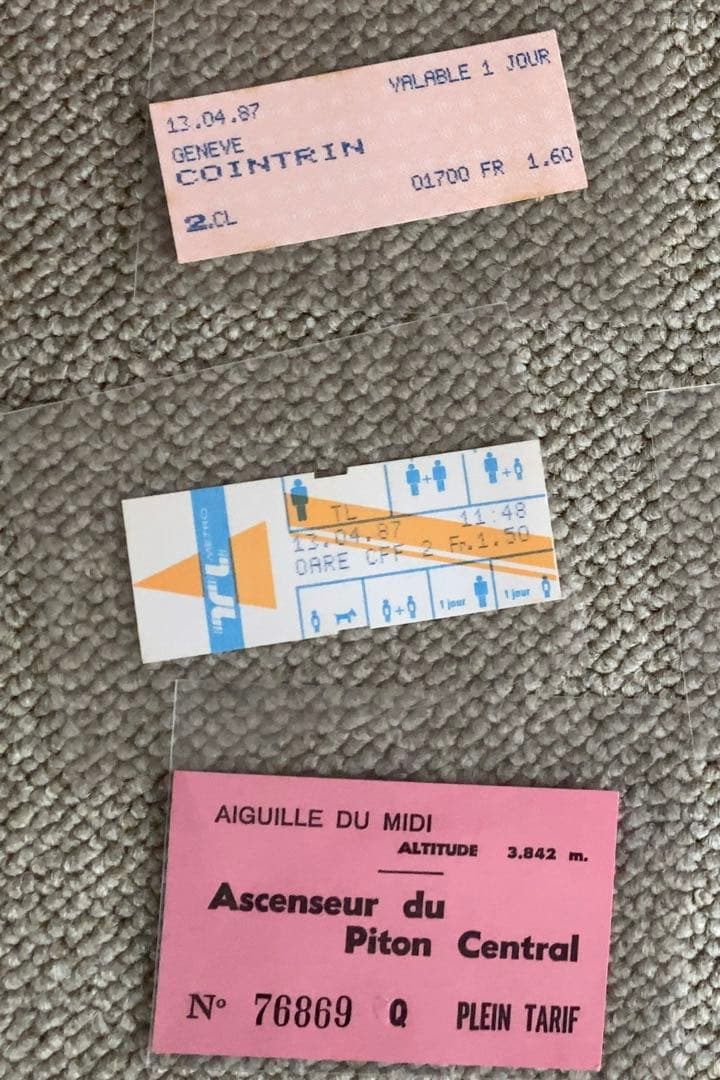 VALABLE 1 JOUR
13.04.87
GENEVE
COINTRIN
01700 FR 1.60
2.CL
TL METRO
TL 11:48
13.04.87
GARE CFF 2 Fr.1.50
1 jour
1 jour
AIGUILLE DU MIDI
ALTITUDE 3.842 m.
Ascenseur du
Piton Central
N° 76869 Q PLEIN TARIF